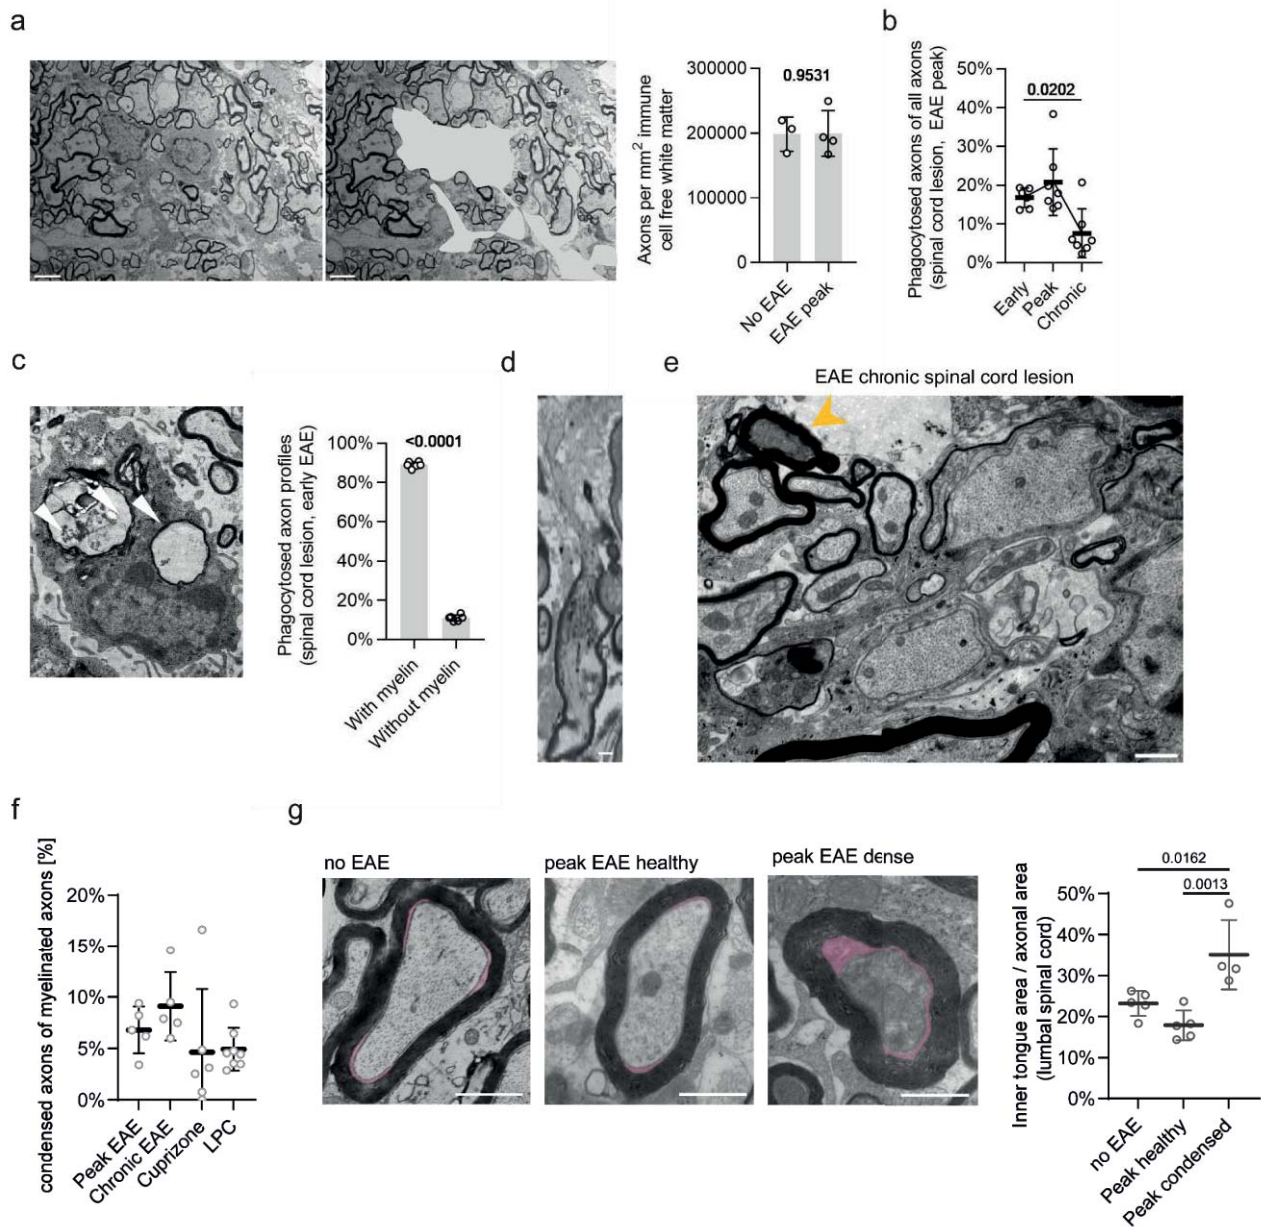 a
Axons per mm² immune
cell free white matter
300000
200000
100000
0
0.9531
No EAE
EAE peak
b
Phagocytosed axons of all axons
(spinal cord lesion, EAE peak)
50%
40%
30%
20%
10%
0%
0.0202
Early
Peak
Chronic
c
Phagocytosed axon profiles
(spinal cord lesion, early EAE)
100%
80%
60%
40%
20%
0%
<0.0001
With myelin
Without myelin
d
e
EAE chronic spinal cord lesion
f
condensed axons of myelinated axons [%]
20%
15%
10%
5%
0%
Peak EAE
Chronic EAE
Cuprizone
LPC
g
no EAE
peak EAE healthy
peak EAE dense
Inner tongue area / axonal area
(lumbal spinal cord)
50%
40%
30%
20%
10%
0%
0.0162
0.0013
no EAE
Peak healthy
Peak condensed